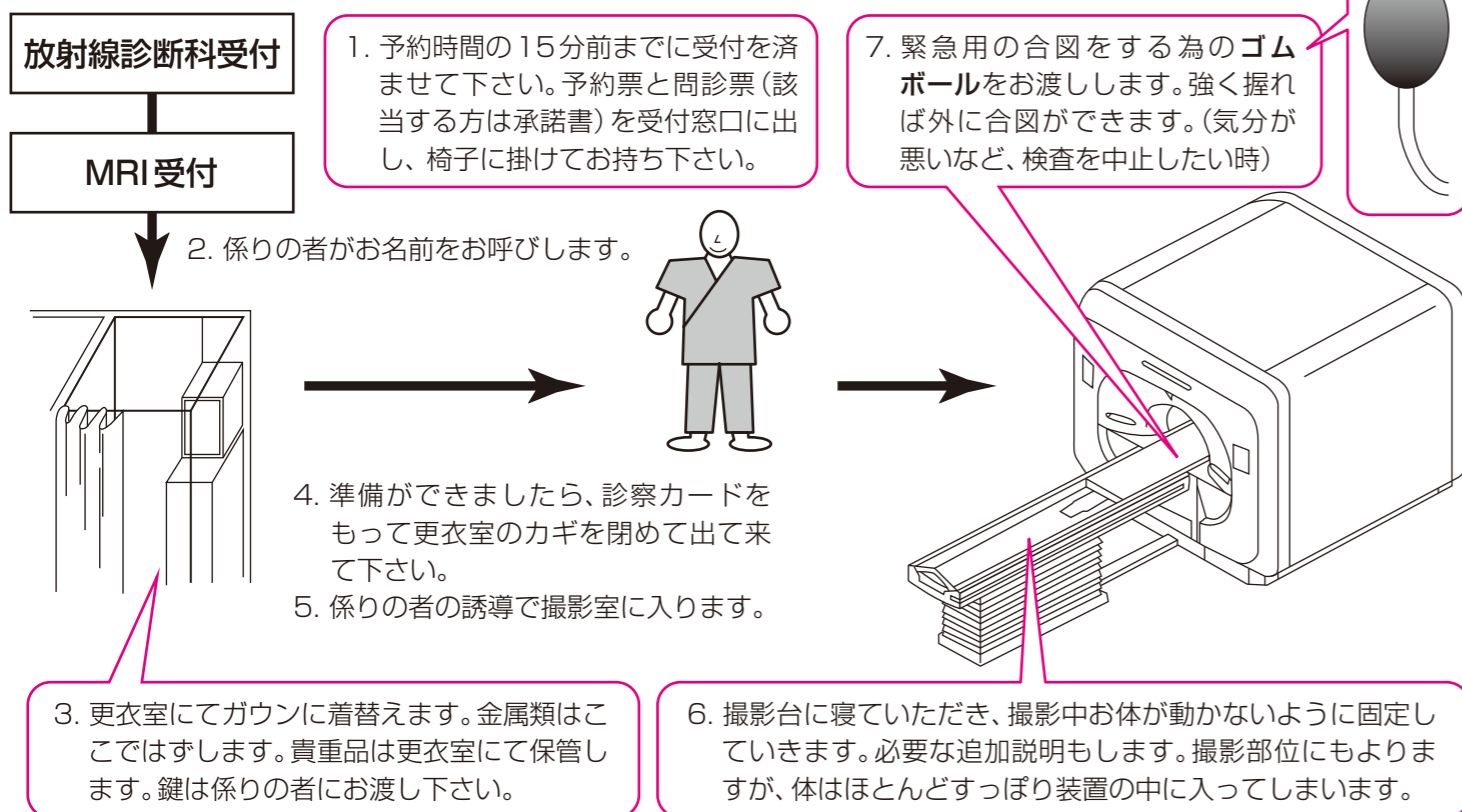 放射線診断科受付
MRI受付
1. 予約時間の15分前までに受付を済
ませて下さい。予約票と問診票(該
当する方は承諾書)を受付窓口に出
し、椅子に掛けてお持ち下さい。
2. 係りの者がお名前をお呼びします。
3. 更衣室にてガウンに着替えます。金属類はこ
こではずします。貴重品は更衣室にて保管し
ます。鍵は係りの者にお渡し下さい。
4. 準備ができましたら、診察カードを
もって更衣室のカギを閉めて出て来
て下さい。
5. 係りの者の誘導で撮影室に入ります。
6. 撮影台に寝ていただき、撮影中お体が動かないように固定し
ていきます。必要な追加説明もします。撮影部位にもよりま
すが、体はほとんどすっぽり装置の中に入ってしまいます。
7. 緊急用の合図をする為のゴム
ボールをお渡しします。強く握れ
ば外に合図ができます。(気分が
悪いなど、検査を中止したい時)